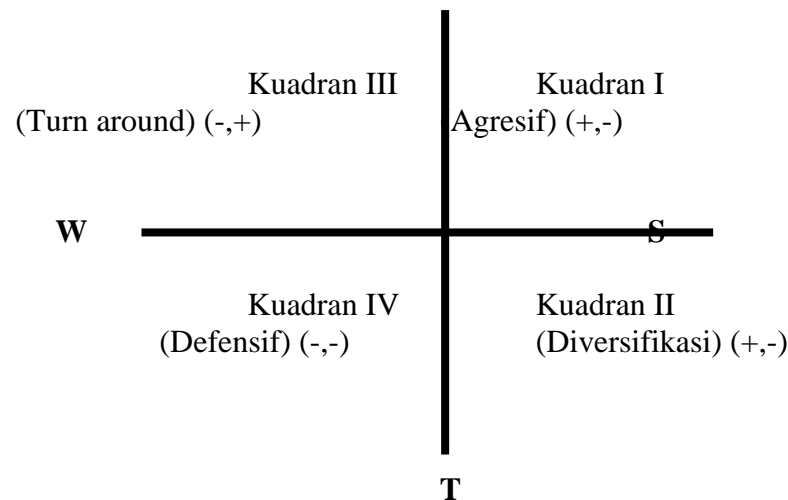 Kuadran III Kuadran I
(Turn around) (-,+) (Agresif) (+,-)
W S
Kuadran IV Kuadran II
(Defensif) (-,-) (Diversifikasi) (+,-)
T